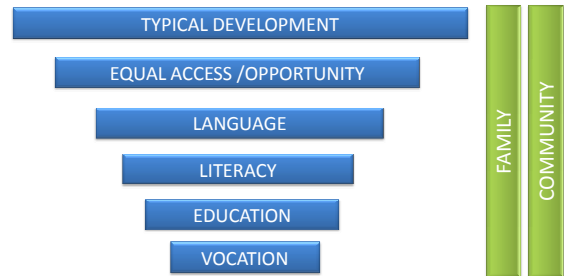 TYPICAL DEVELOPMENT
EQUAL ACCESS /OPPORTUNITY
LANGUAGE
LITERACY
EDUCATION
VOCATION
FAMILY
COMMUNITY